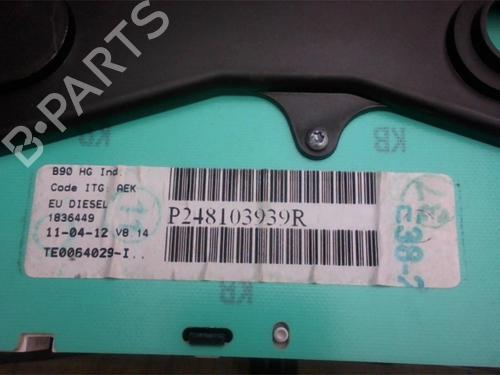 B-PARTS
KB
B90 HG Ind.
Code ITG: AEK
EU DIESEL
1836449
11-04-12 V8 14
TE0064029-I..
P248103939R
KB